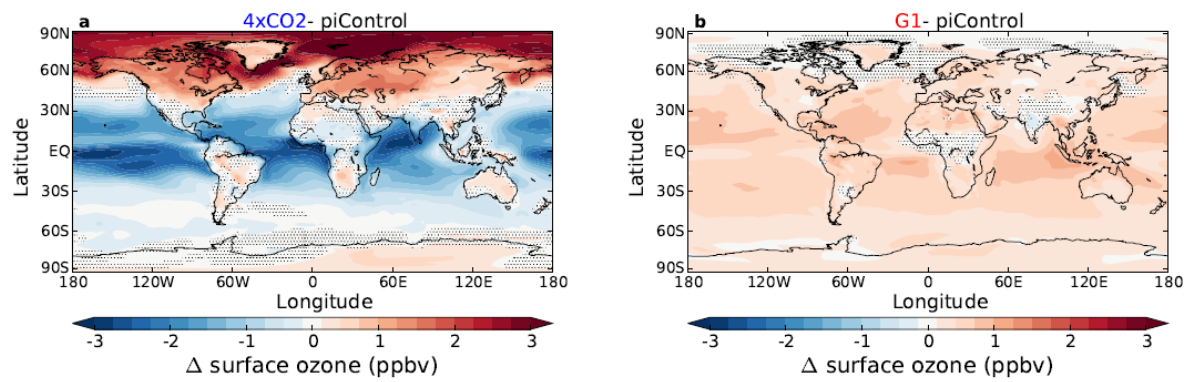 a 4xCO2- piControl
90N
60N
30N
EQ
30S
60S
90S
Latitude
180 120W 60W 0 60E 120E 180
Longitude
-3 -2 -1 0 1 2 3
Δ surface ozone (ppbv)
b G1- piControl
90N
60N
30N
EQ
30S
60S
90S
Latitude
180 120W 60W 0 60E 120E 180
Longitude
-3 -2 -1 0 1 2 3
Δ surface ozone (ppbv)